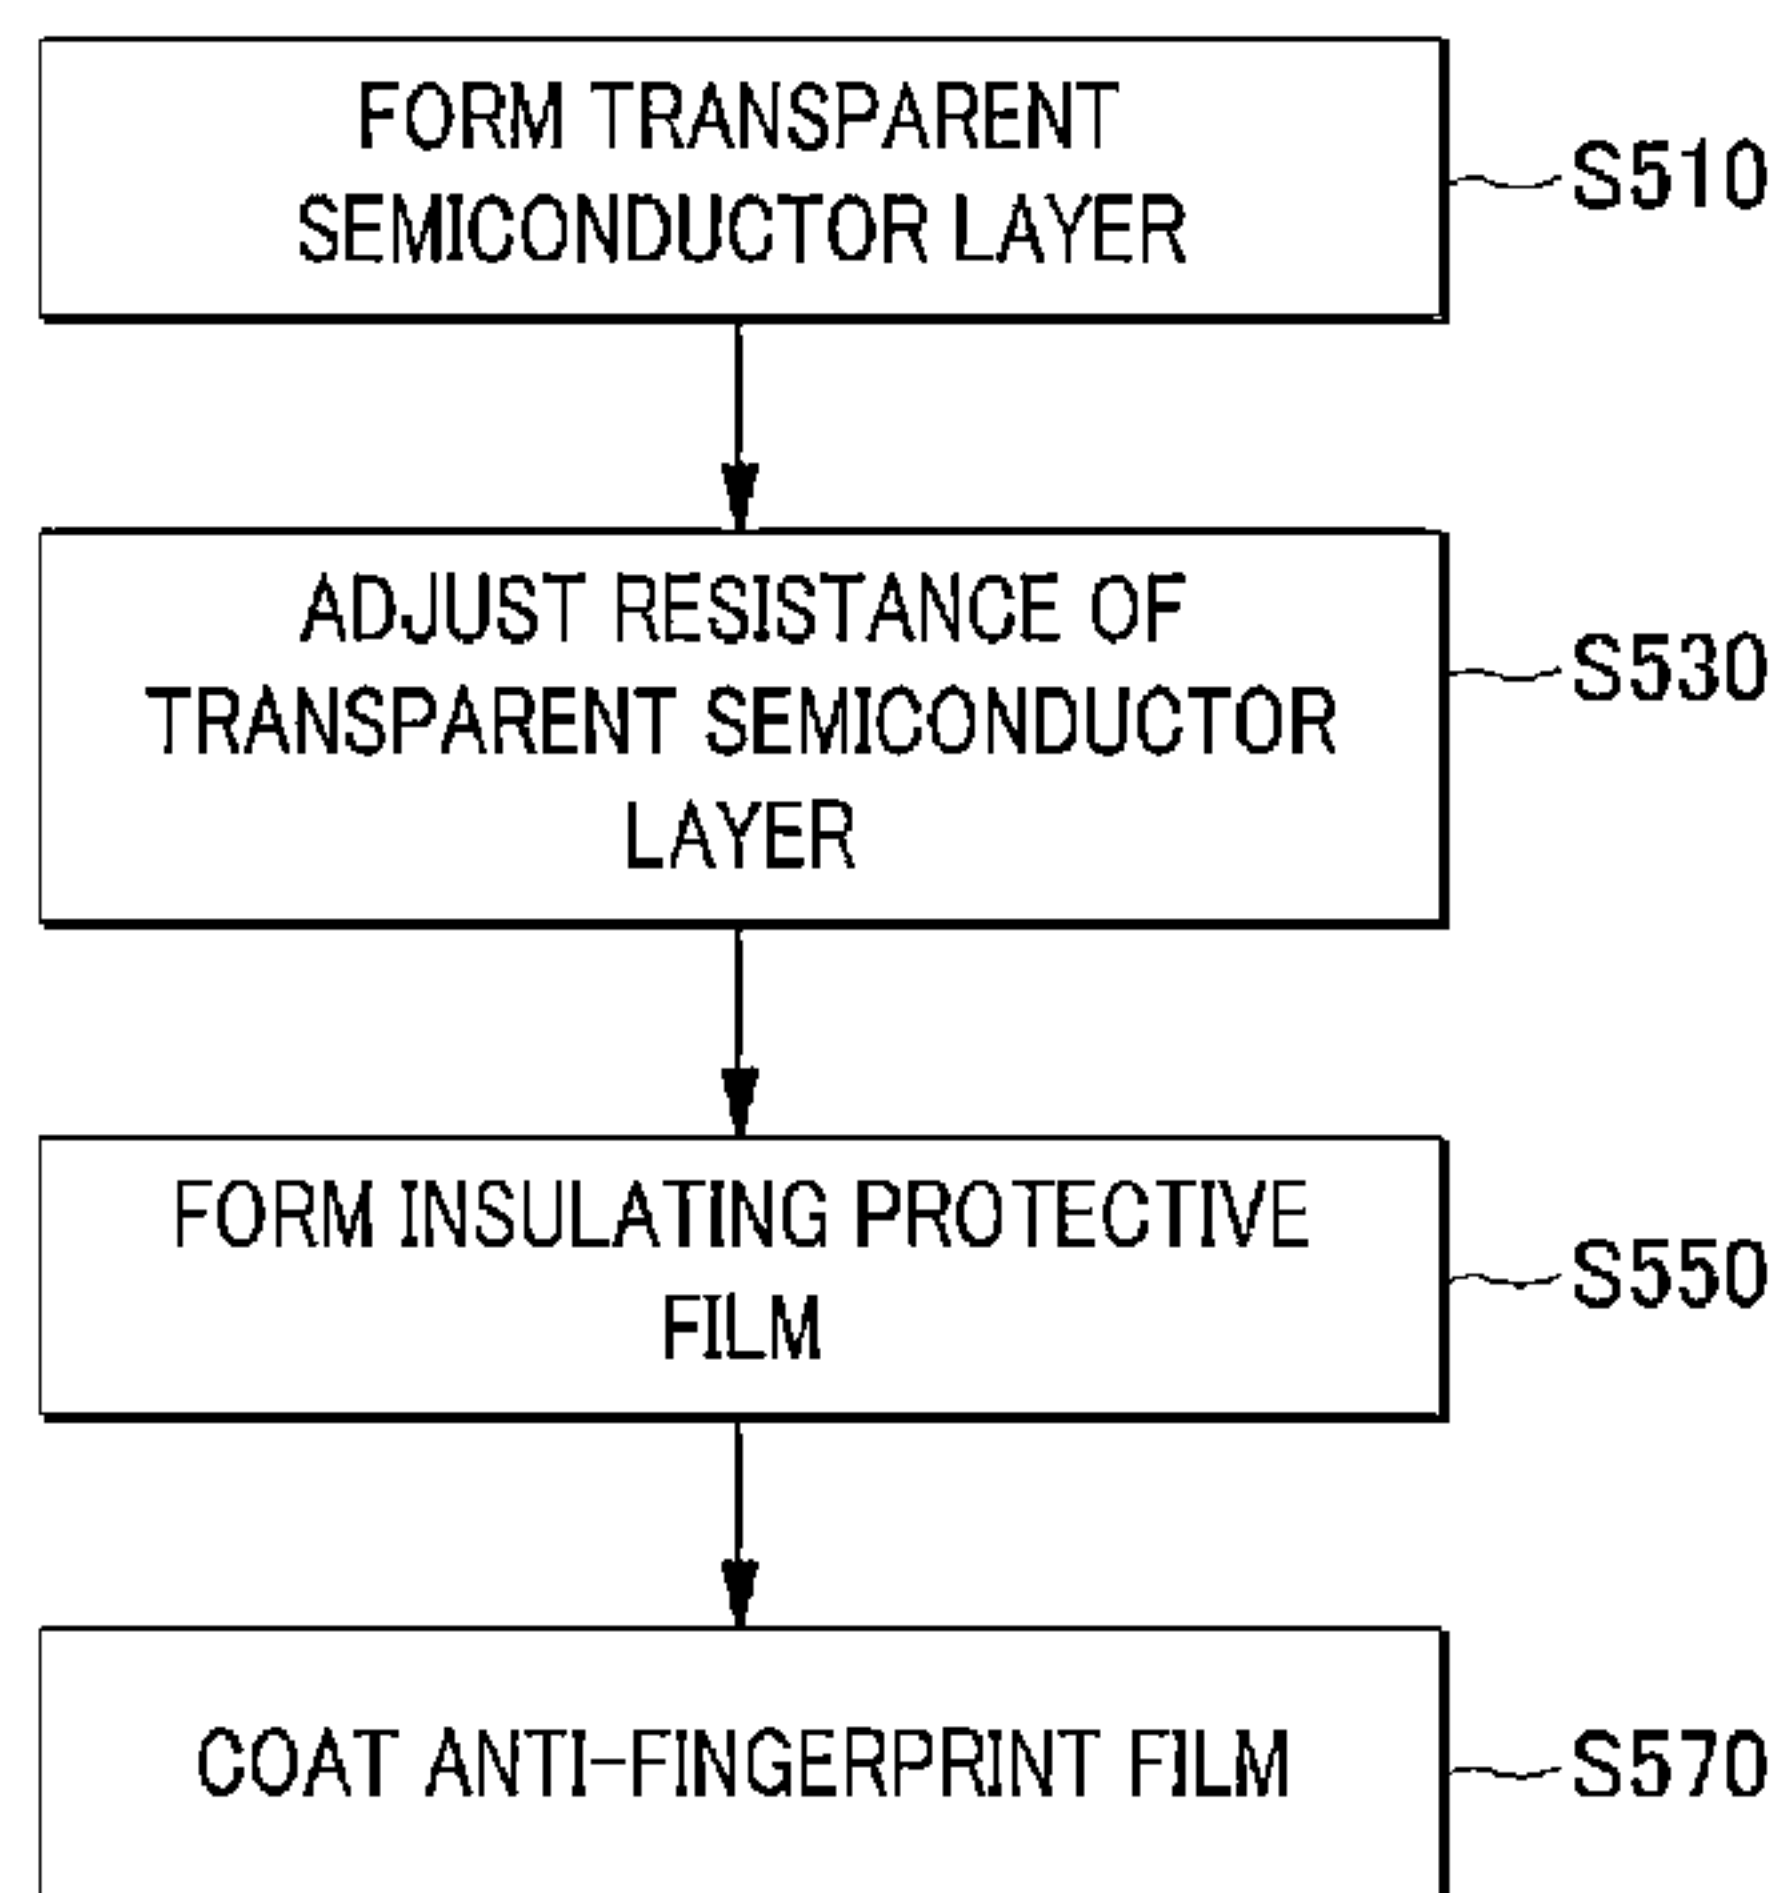 FORM TRANSPARENT
SEMICONDUCTOR LAYER
S510
ADJUST RESISTANCE OF
TRANSPARENT SEMICONDUCTOR
LAYER
S530
FORM INSULATING PROTECTIVE
FILM
S550
COAT ANTI-FINGERPRINT FILM
S570